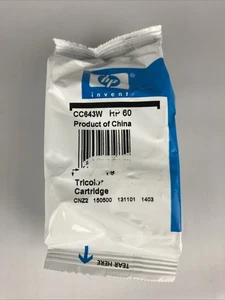 hp
invent
CC643W HP 60
Product of China
Tricolor
Cartridge
CNZ2 150500 131101 1403
TEAR HERE